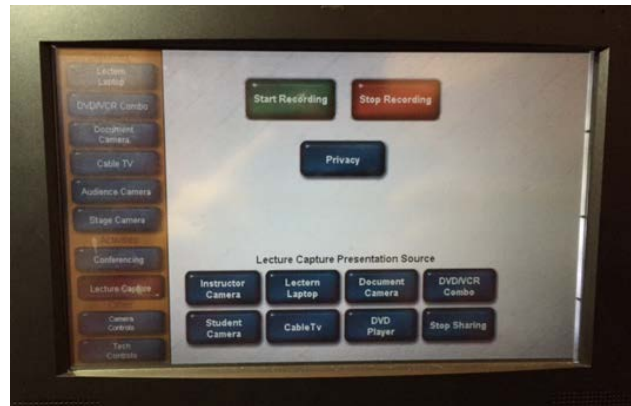 Lectern
Laptop
DVD/VCR Combo
Document
Camera
Cable TV
Audience Camera
Stage Camera
Activities
Conferencing
Lecture Capture
Camera
Controls
Tech
Controls
Start Recording
Stop Recording
Privacy
Lecture Capture Presentation Source
Instructor
Camera
Lectern
Laptop
Document
Camera
DVD/VCR
Combo
Student
Camera
CableTv
DVD
Player
Stop Sharing